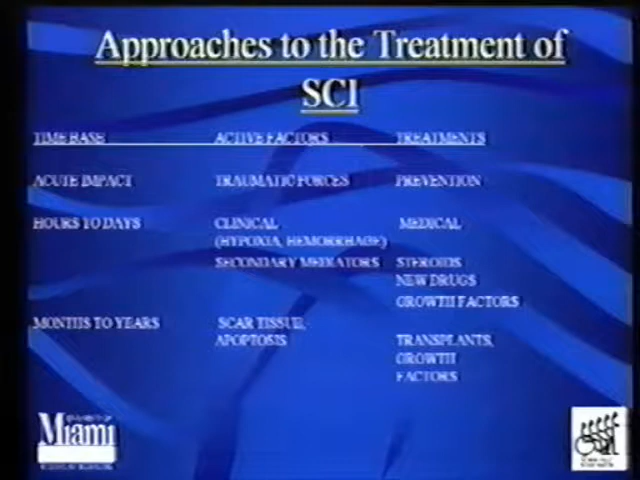 Approaches to the Treatment of
SCI
TIME BASE ACTIVE FACTORS TREATMENTS
ACUTE IMPACT TRAUMATIC FORCES PREVENTION
HOURS TO DAYS CLINICAL MEDICAL
(HYPOXIA, HEMORRHAGE)
SECONDARY MEDIATORS STEROIDS
NEW DRUGS
GROWTH FACTORS
MONTHS TO YEARS SCAR TISSUE,
APOPTOSIS TRANSPLANTS,
GROWTH
FACTORS
UNIVERSITY OF
Miami